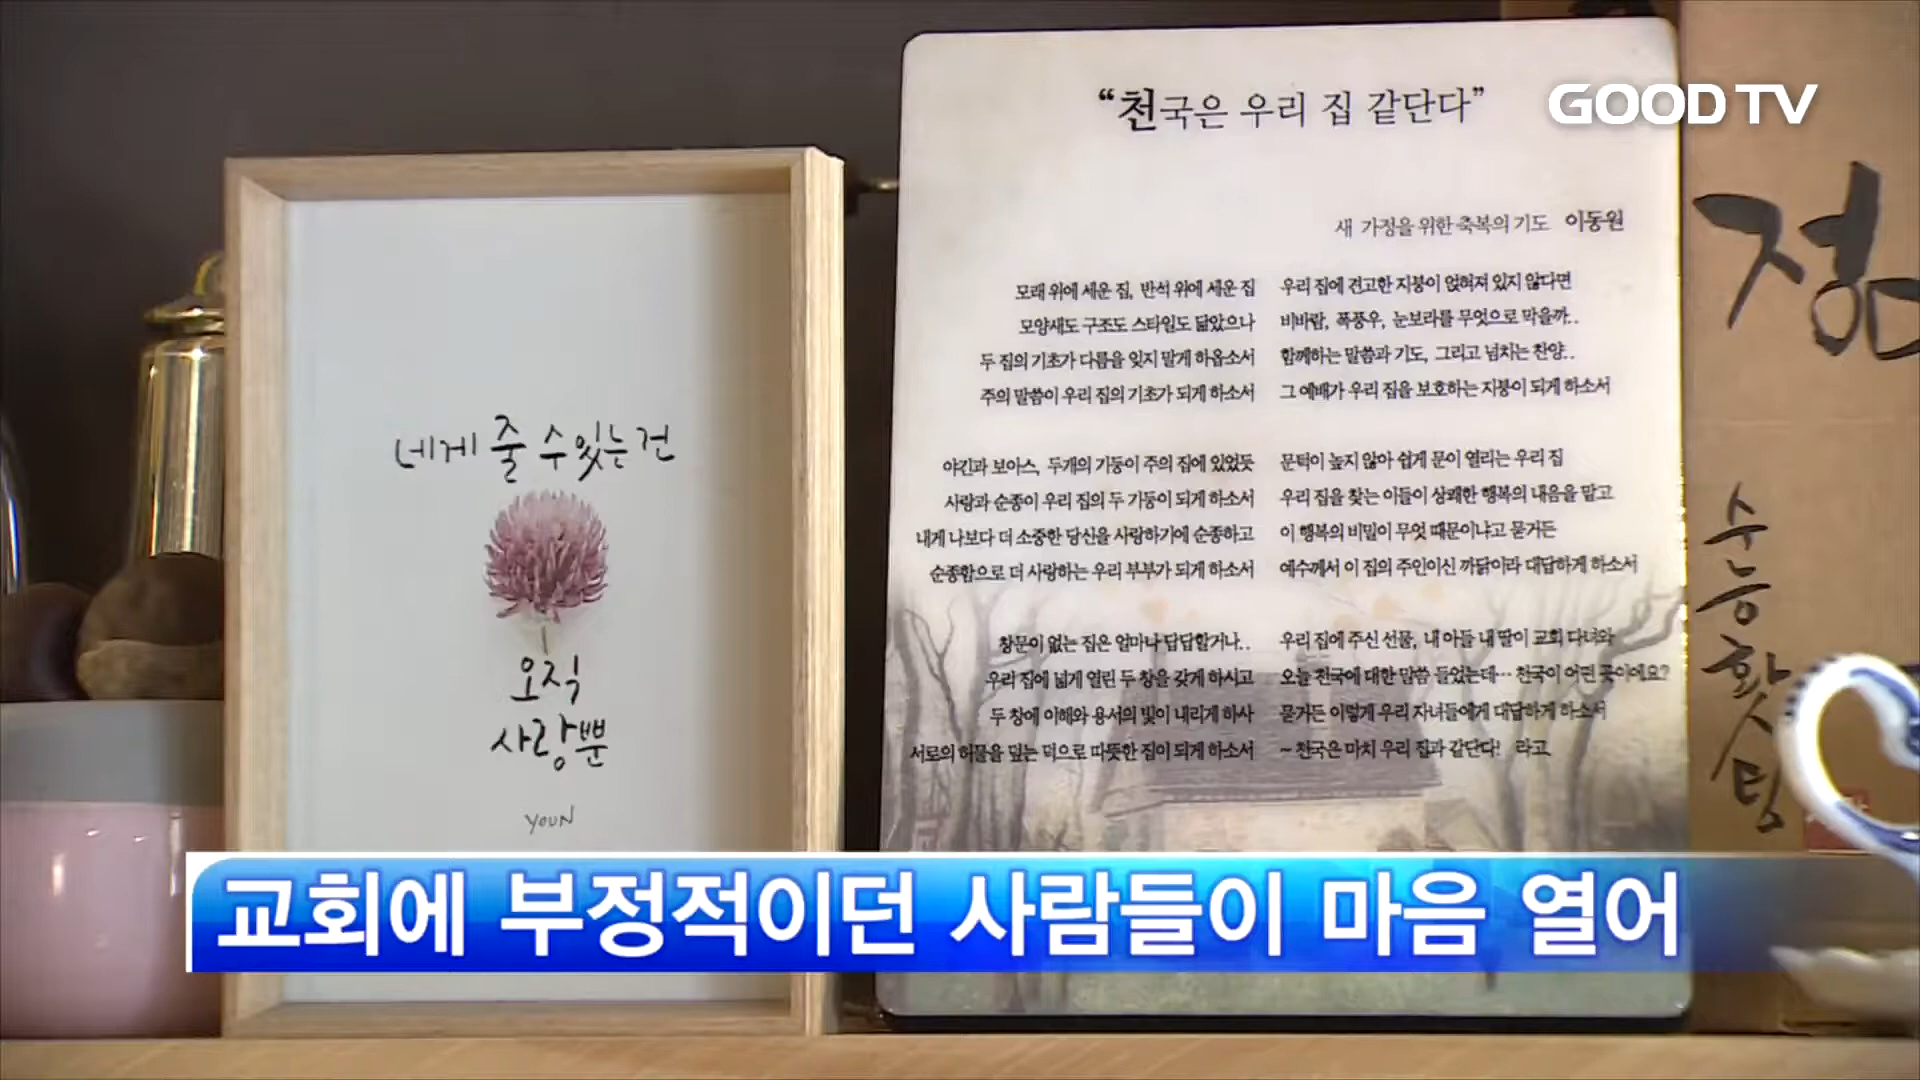 GOOD TV
네게 줄 수 있는 건
오직
사랑뿐
YOUN
“천국은 우리 집 같단다”
새 가정을 위한 축복의 기도 이동원
모래 위에 세운 집, 반석 위에 세운 집
모양새도 구조도 스타일도 닮았으나
두 집의 기초가 다름을 잊지 말게 하옵소서
주의 말씀이 우리 집의 기초가 되게 하소서
야긴과 보아스, 두개의 기둥이 주의 집에 있었듯
사랑과 순종이 우리 집의 두 기둥이 되게 하소서
내게 나보다 더 소중한 당신을 사랑하기에 순종하고
순종함으로 더 사랑하는 우리 부부가 되게 하소서
창문이 없는 집은 얼마나 답답할거나..
우리 집에 넓게 열린 두 창을 갖게 하시고
두 창에 이해와 용서의 빛이 내리게 하사
서로의 허물을 덮는 덕으로 따뜻한 집이 되게 하소서
우리 집에 견고한 지붕이 얹혀져 있지 않다면
비바람, 폭풍우, 눈보라를 무엇으로 막을까..
함께하는 말씀과 기도, 그리고 넘치는 찬양..
그 예배가 우리 집을 보호하는 지붕이 되게 하소서
문턱이 높지 않아 쉽게 문이 열리는 우리 집
우리 집을 찾는 이들이 상쾌한 행복의 내음을 맡고
이 행복의 비밀이 무엇 때문이냐고 묻거든
예수께서 이 집의 주인이신 까닭이라 대답하게 하소서
우리 집에 주신 선물, 내 아들 내 딸이 교회 다녀와
오늘 천국에 대한 말씀 들었는데… 천국이 어떤 곳이에요?
묻거든 이렇게 우리 자녀들에게 대답하게 하소서
~ 천국은 마치 우리 집과 같단다! 라고.
정
수능홧팅
교회에 부정적이던 사람들이 마음 열어